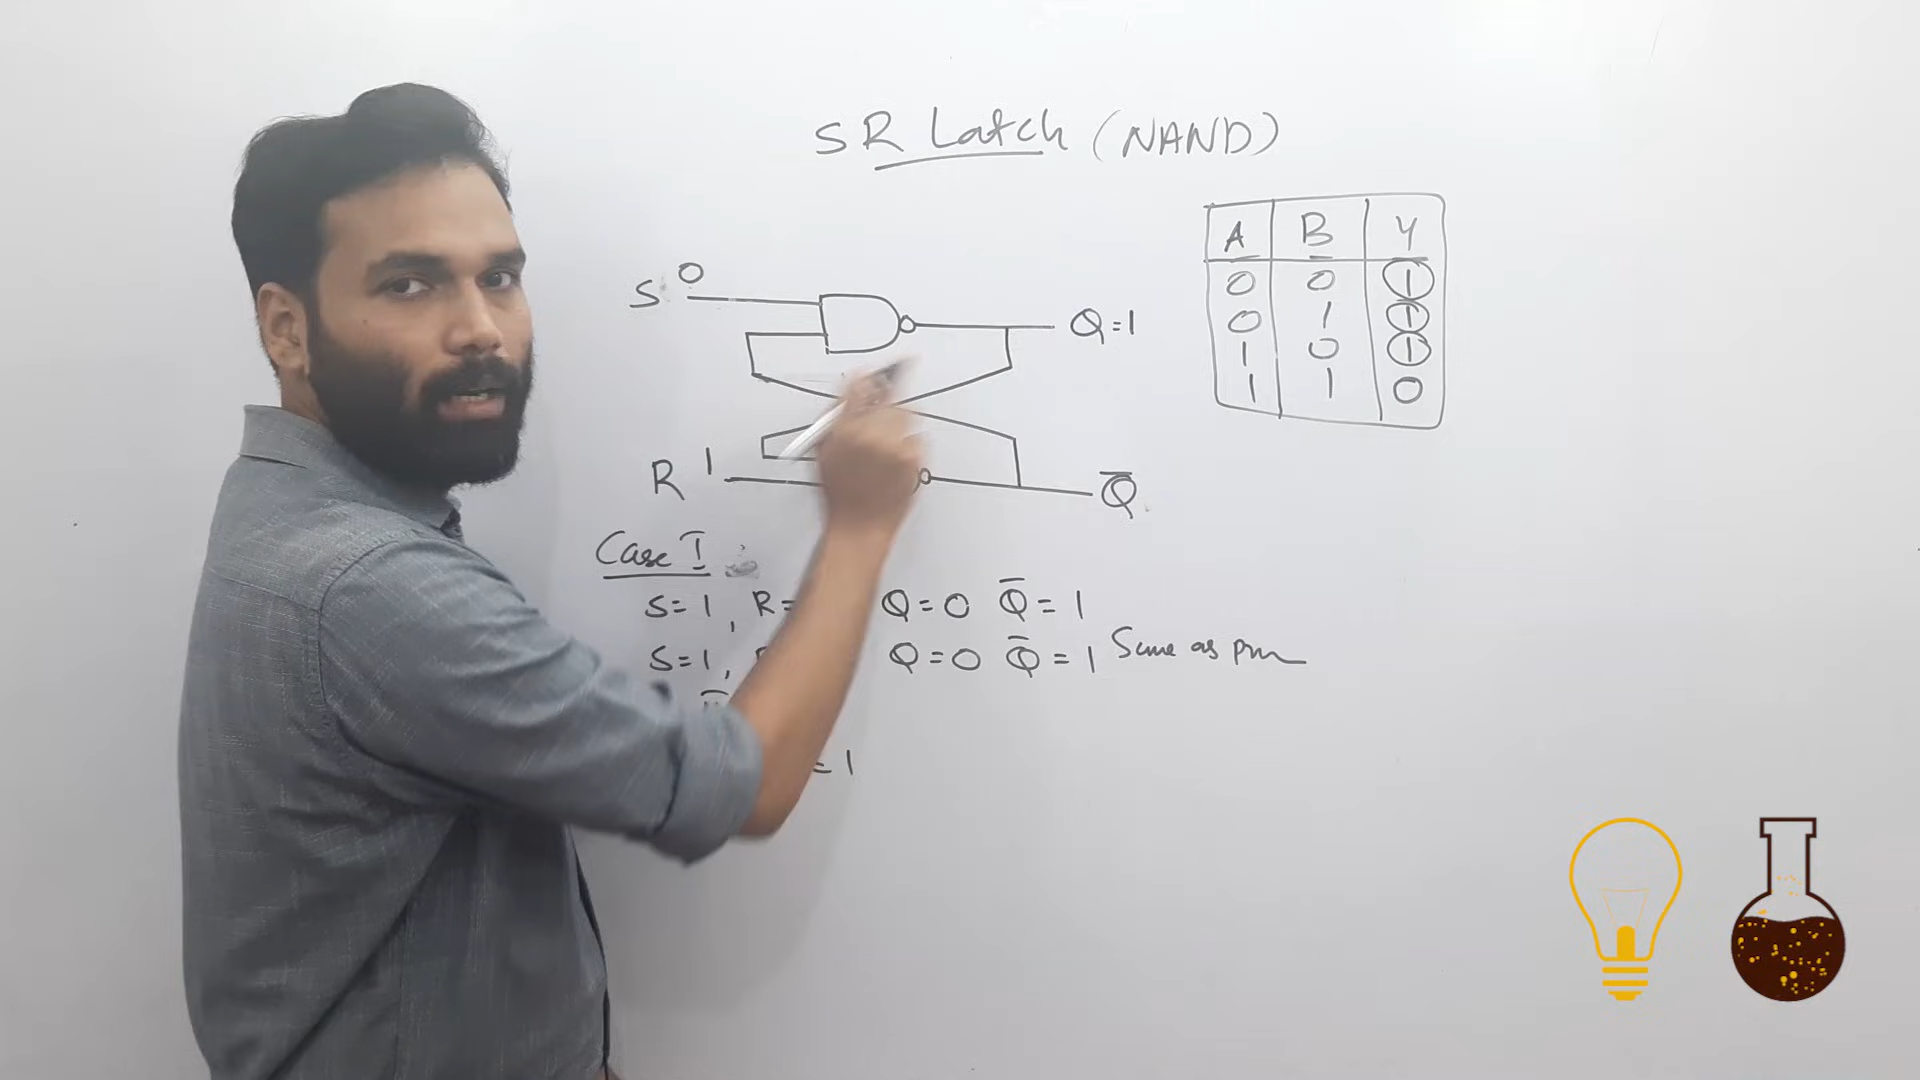 SR Latch (NAND)
A B Y
0 0 1
0 1 1
1 0 1
1 1 0
S 0
Q=1
R 1
Q̅
Case I
S=1, R= Q=0 Q̅=1
S=1, Q=0 Q̅=1 Same as
=1